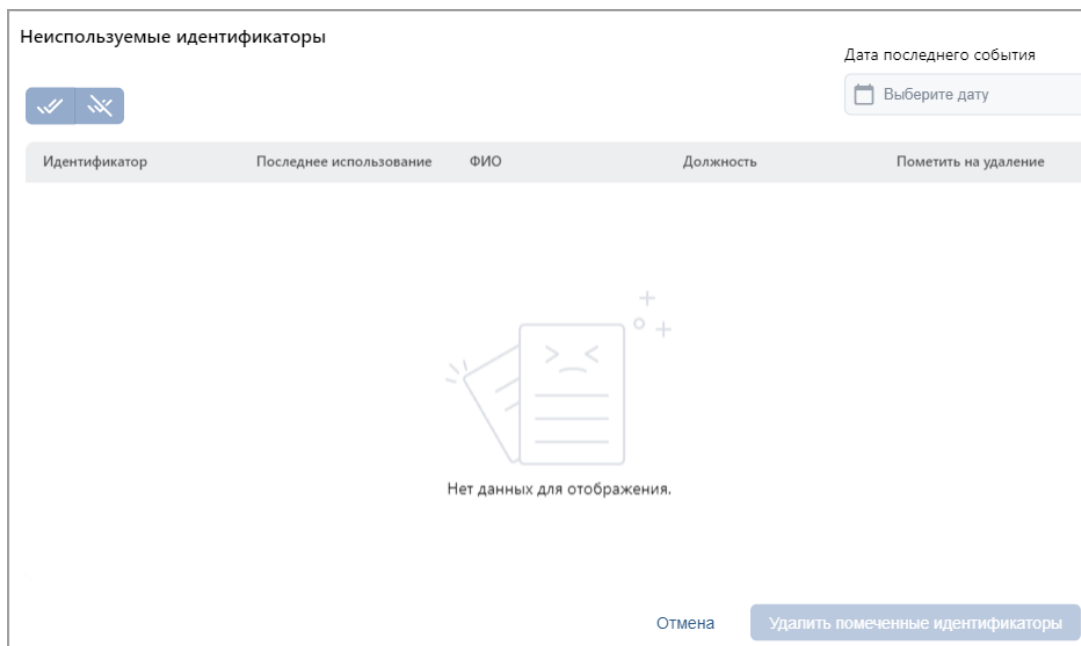 Неиспользуемые идентификаторы
Дата последнего события
Выберите дату
Идентификатор Последнее использование ФИО Должность Пометить на удаление
Нет данных для отображения.
Отмена Удалить помеченные идентификаторы